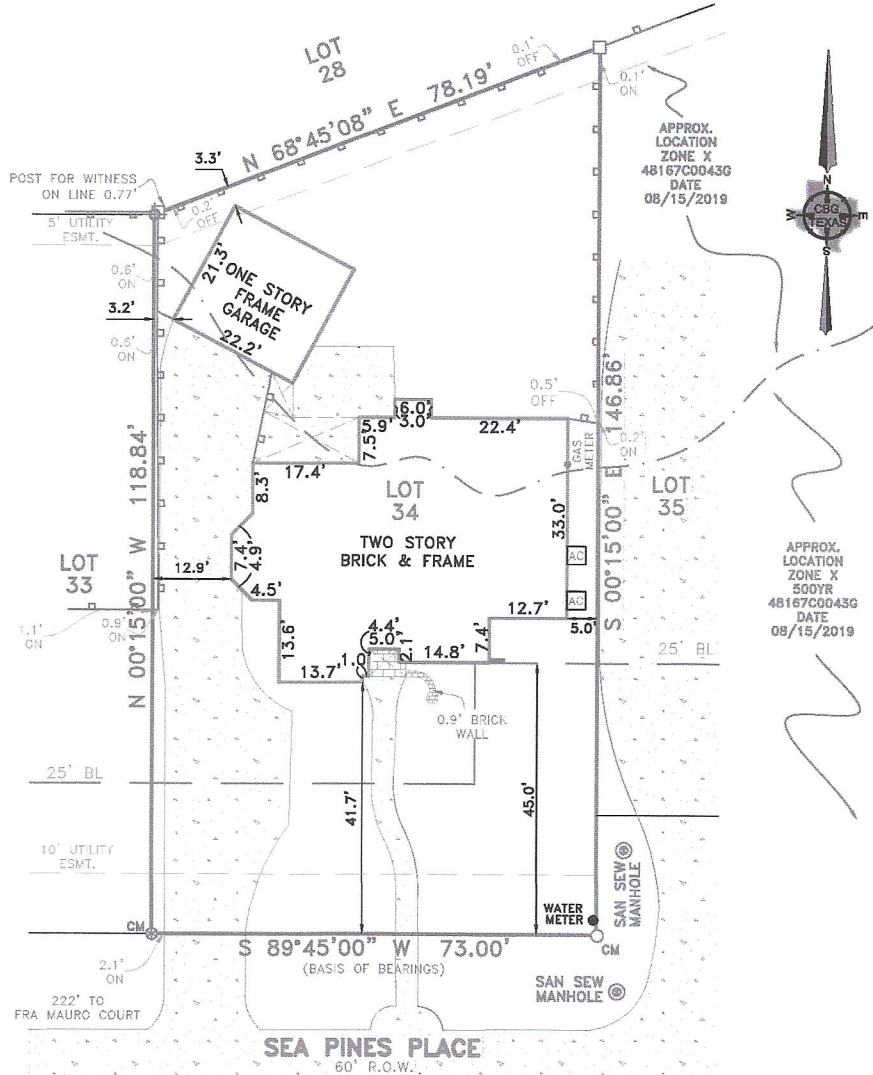 LOT
28
0.1'
OFF
0.1'
ON
N 68°45'08" E 78.19'
3.3'
POST FOR WITNESS
ON LINE 0.77'
0.2'
OFF
5' UTILITY
ESMT.
APPROX.
LOCATION
ZONE X
48167C0043G
DATE
08/15/2019
N
W
CBG
TEXAS
E
S
0.6'
ON
3.2'
0.6'
ON
21.3'
ONE STORY
FRAME
GARAGE
22.2'
6.0'
3.0'
5.9'
7.5'
22.4'
0.5'
OFF
0.2'
ON
GAS
METER
17.4'
8.3'
LOT
34
TWO STORY
BRICK & FRAME
33.0'
AC
AC
N 00°15'00" W 118.84'
S 00°15'00" E 146.86'
LOT
35
LOT
33
12.9'
7.4'
4.9'
4.5'
1.1'
ON
0.9'
ON
13.6'
13.7'
1.0'
4.4'
5.0'
2.1'
14.8'
7.4'
12.7'
5.0'
APPROX.
LOCATION
ZONE X
500YR
48167C0043G
DATE
08/15/2019
25' BL
0.9' BRICK
WALL
25' BL
41.7'
45.0'
10' UTILITY
ESMT.
WATER
METER
SAN SEW
MANHOLE
CM
CM
S 89°45'00" W 73.00'
(BASIS OF BEARINGS)
2.1'
ON
222' TO
FRA MAURO COURT
SAN SEW
MANHOLE
SEA PINES PLACE
60' R.O.W.